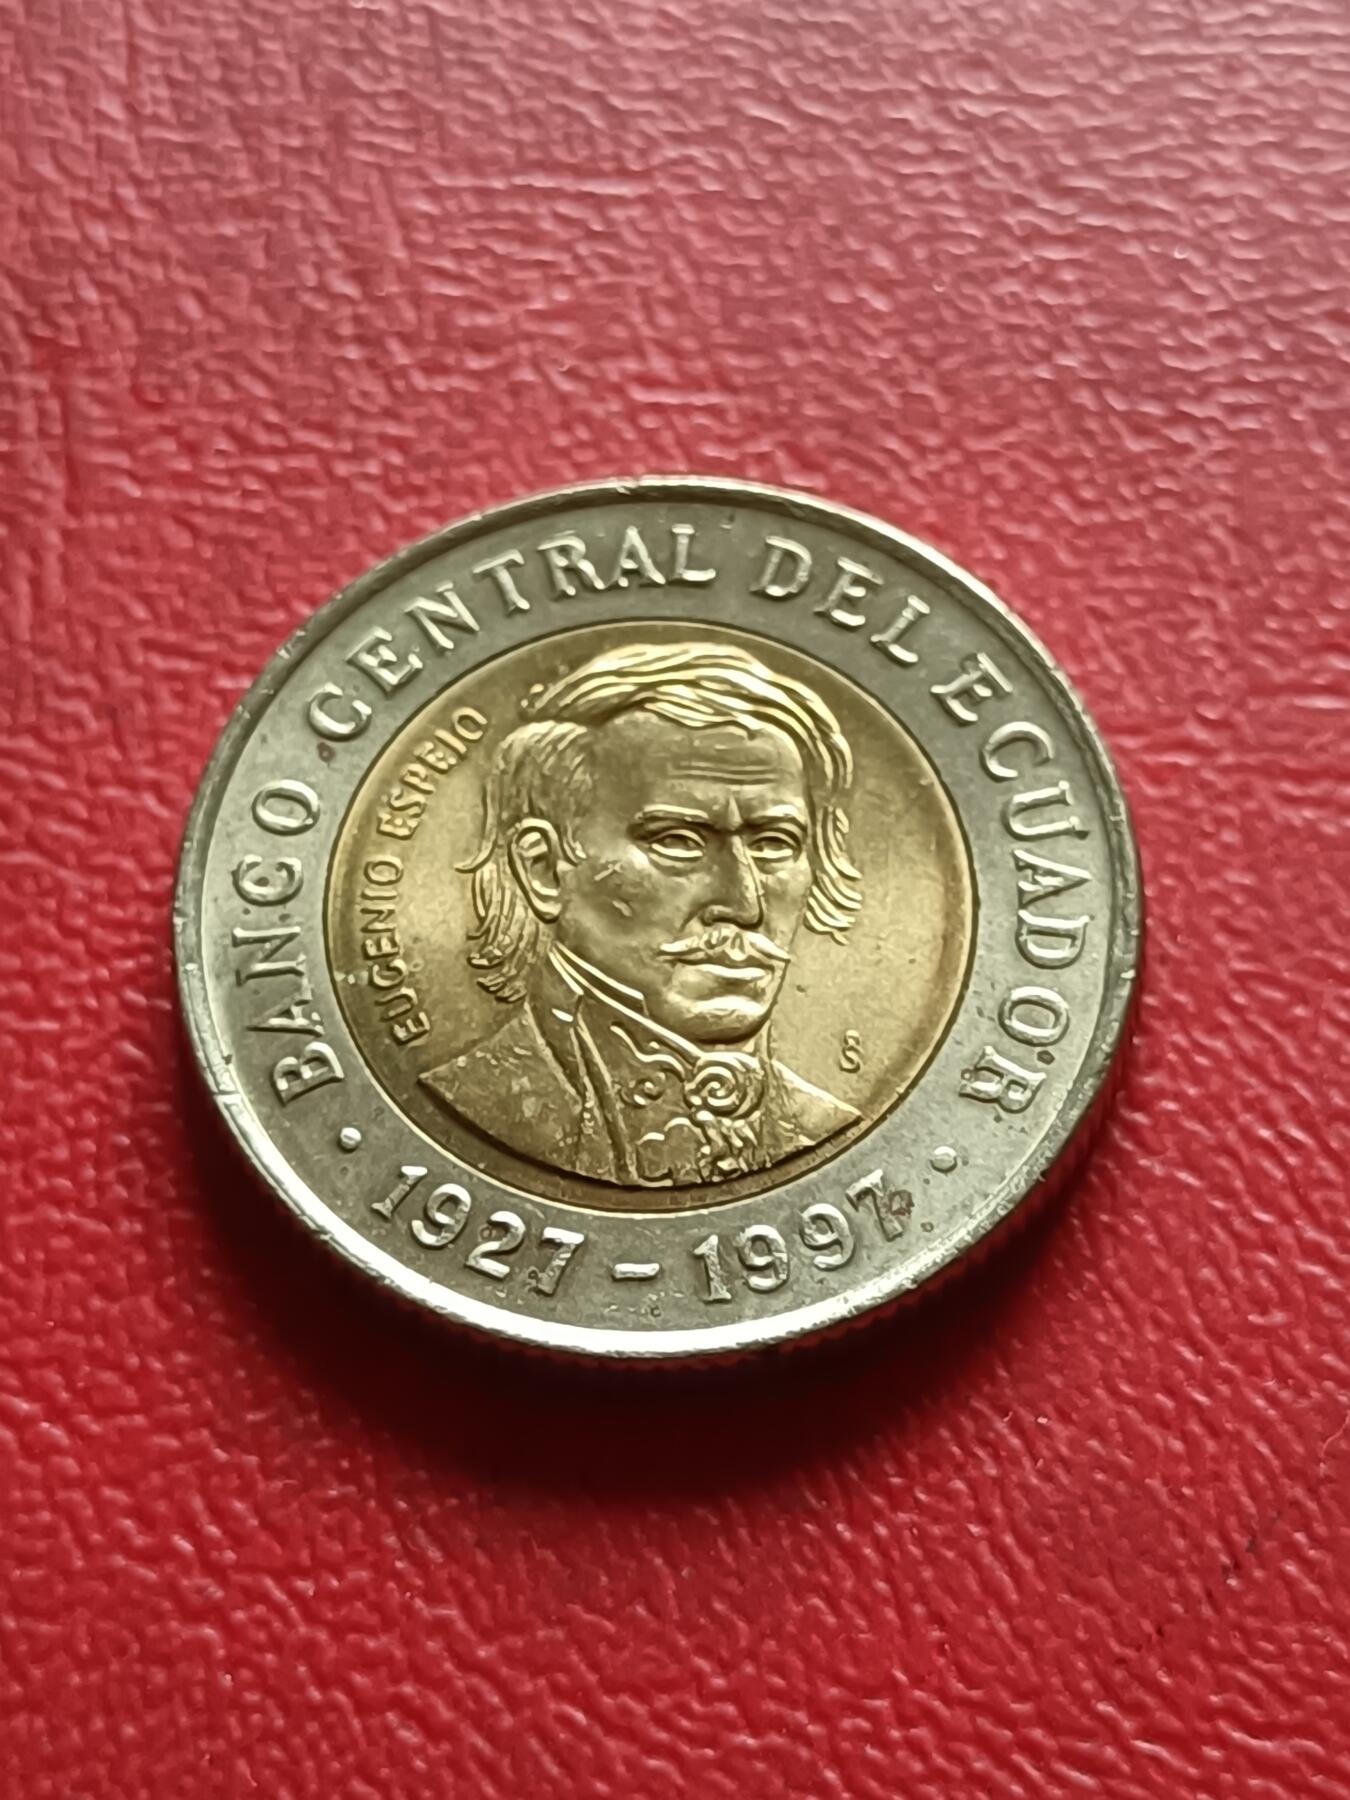 BANCO CENTRAL DEL ECUADOR
EUGENIO ESPEJO
S
· 1927 - 1997 ·